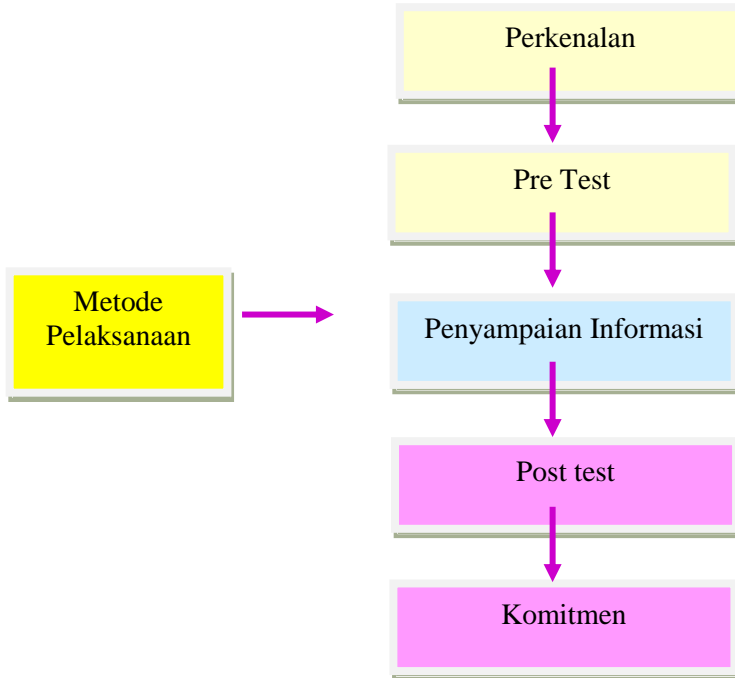 Perkenalan
Pre Test
Metode
Pelaksanaan
Penyampaian Informasi
Post test
Komitmen